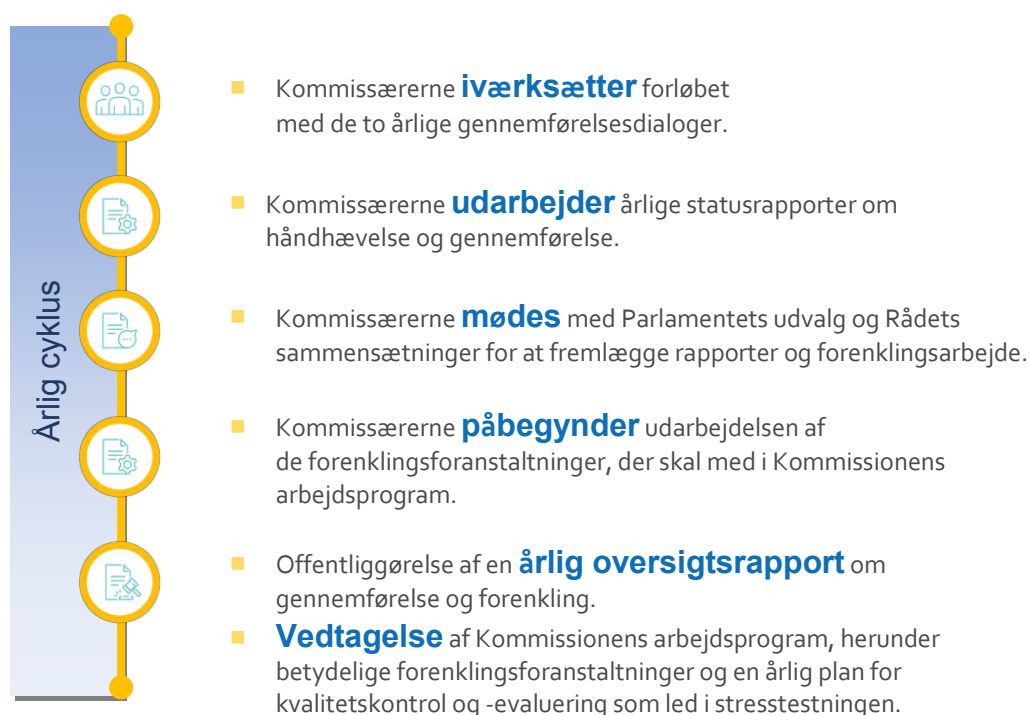 Årlig cyklus
Kommissærerne iværksætter forløbet
med de to årlige gennemførelsesdialoger.
Kommissærerne udarbejder årlige statusrapporter om
håndhævelse og gennemførelse.
Kommissærerne mødes med Parlamentets udvalg og Rådets
sammensætninger for at fremlægge rapporter og forenklingsarbejde.
Kommissærerne påbegynder udarbejdelsen af
de forenklingsforanstaltninger, der skal med i Kommissionens
arbejdsprogram.
Offentliggørelse af en årlig oversigtsrapport om
gennemførelse og forenkling.
Vedtagelse af Kommissionens arbejdsprogram, herunder
betydelige forenklingsforanstaltninger og en årlig plan for
kvalitetskontrol og -evaluering som led i stresstestningen.